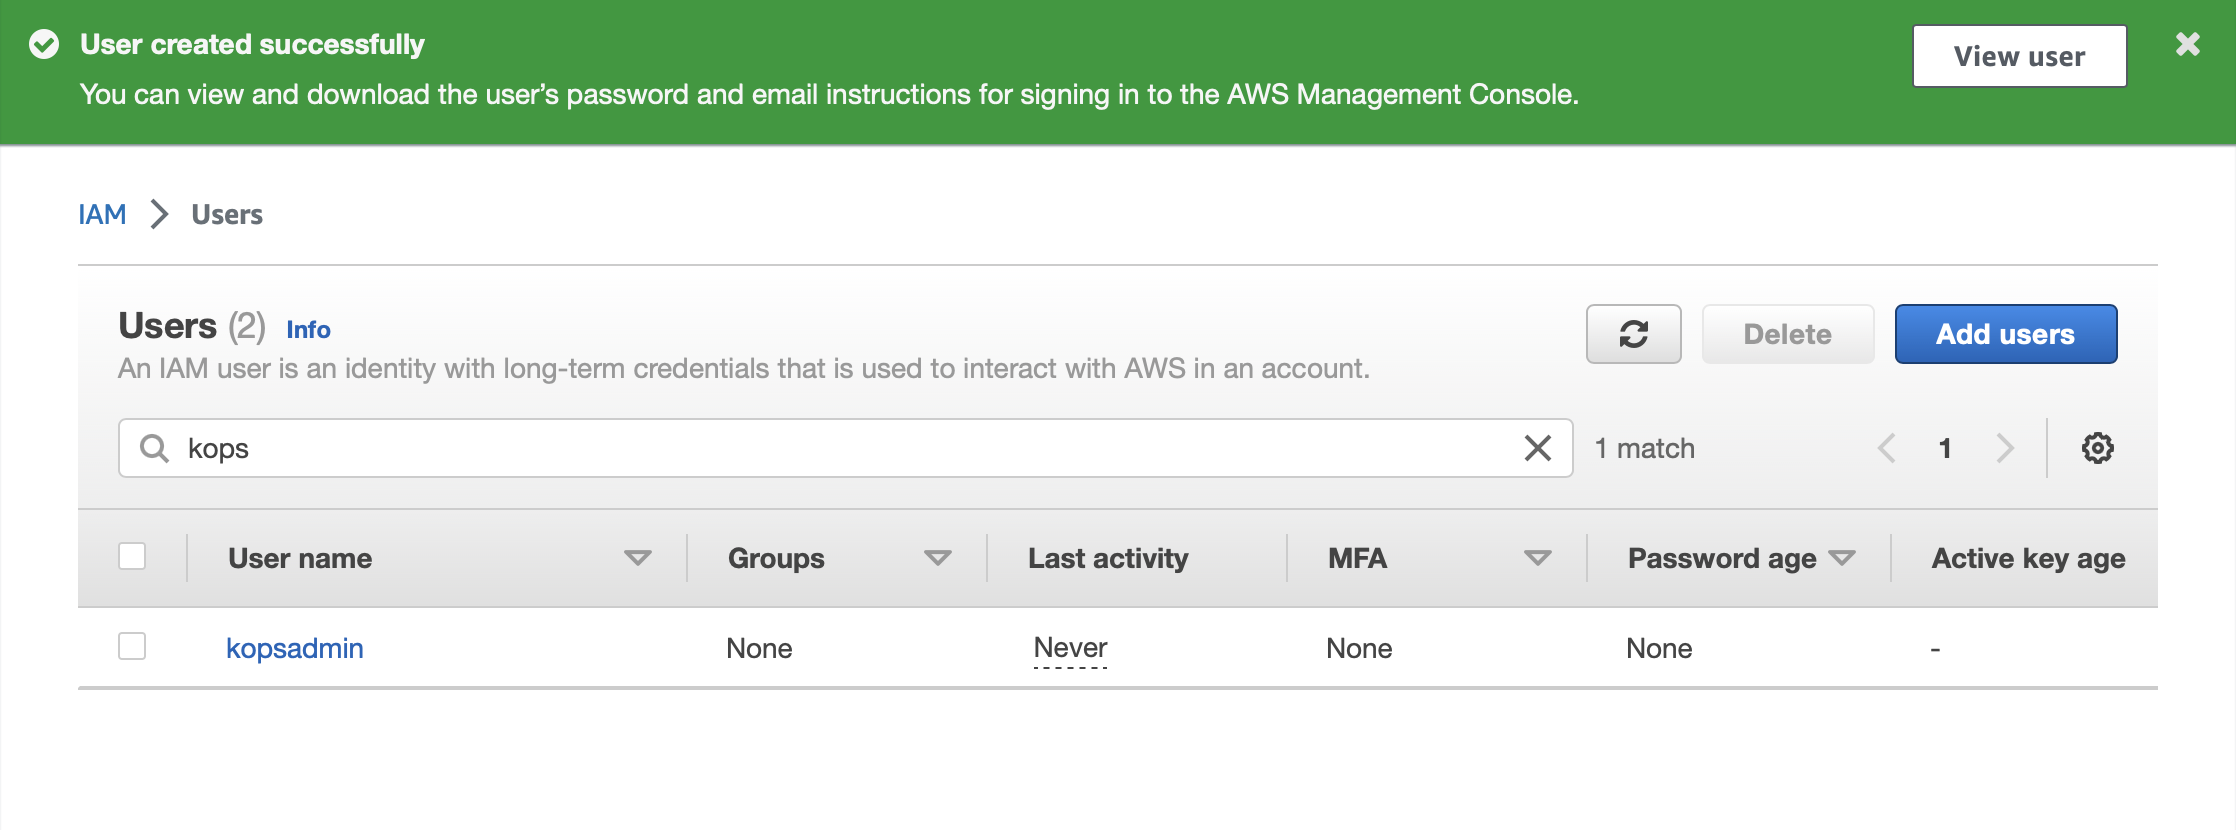 User created successfully
You can view and download the user’s password and email instructions for signing in to the AWS Management Console.
View user
IAM Users
Users (2) Info
An IAM user is an identity with long-term credentials that is used to interact with AWS in an account.
Delete
Add users
kops
1 match
1
User name Groups Last activity MFA Password age Active key age
kopsadmin None Never None None -